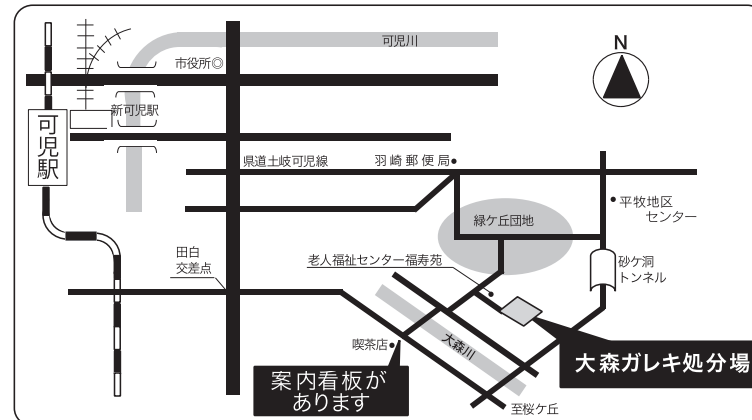 可児川
N
市役所◎
可児駅
新可児駅
県道土岐可児線
羽崎郵便局
平牧地区
センター
緑ケ丘団地
田白
交差点
老人福祉センター福寿苑
砂ケ洞
トンネル
大森川
喫茶店
大森ガレキ処分場
案内看板が
あります
至桜ケ丘